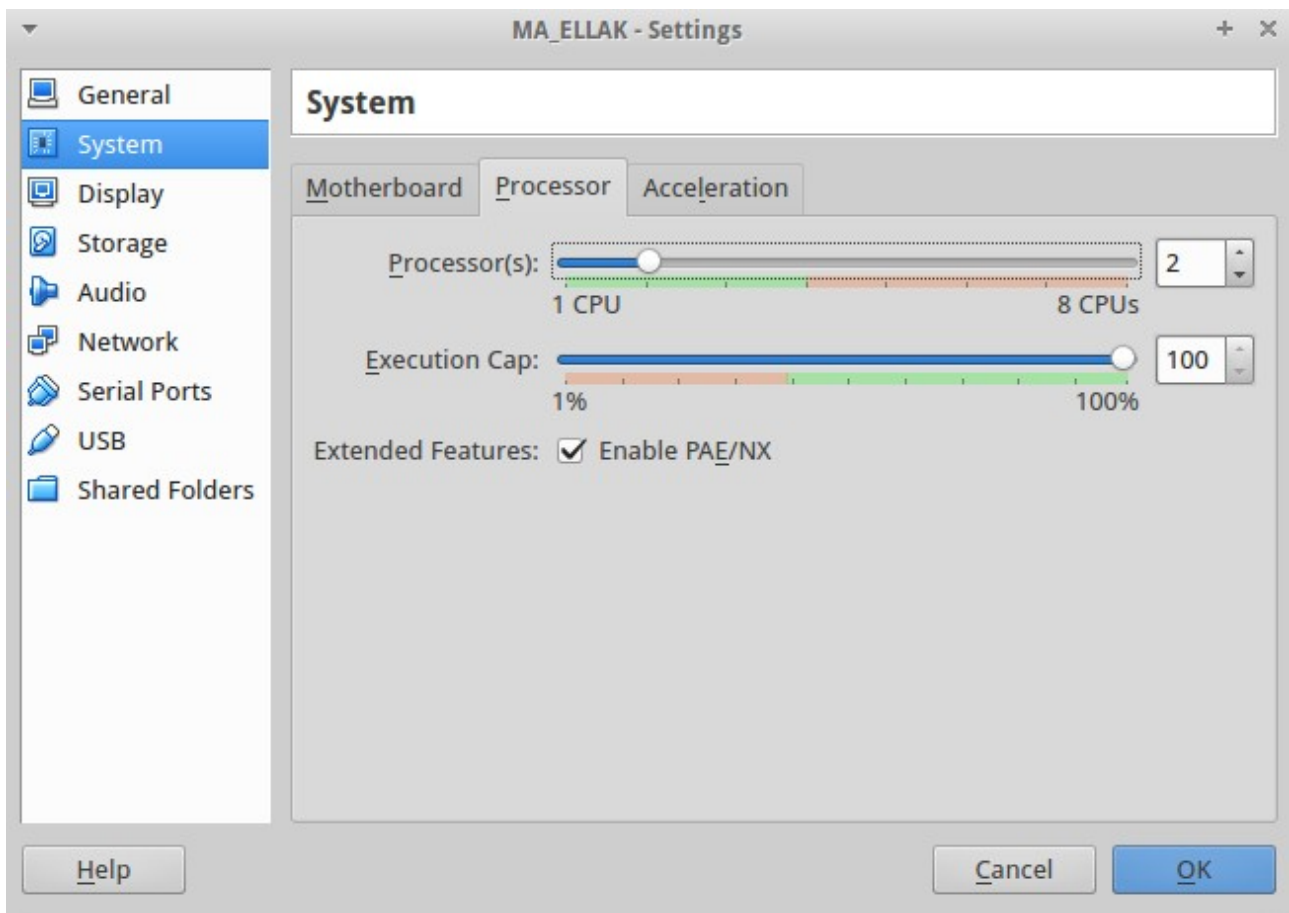 MA_ELLAK - Settings
General
System
Display
Storage
Audio
Network
Serial Ports
USB
Shared Folders
System
Motherboard Processor Acceleration
Processor(s): 2
1 CPU 8 CPUs
Execution Cap: 100
1% 100%
Extended Features: Enable PAE/NX
Help Cancel OK